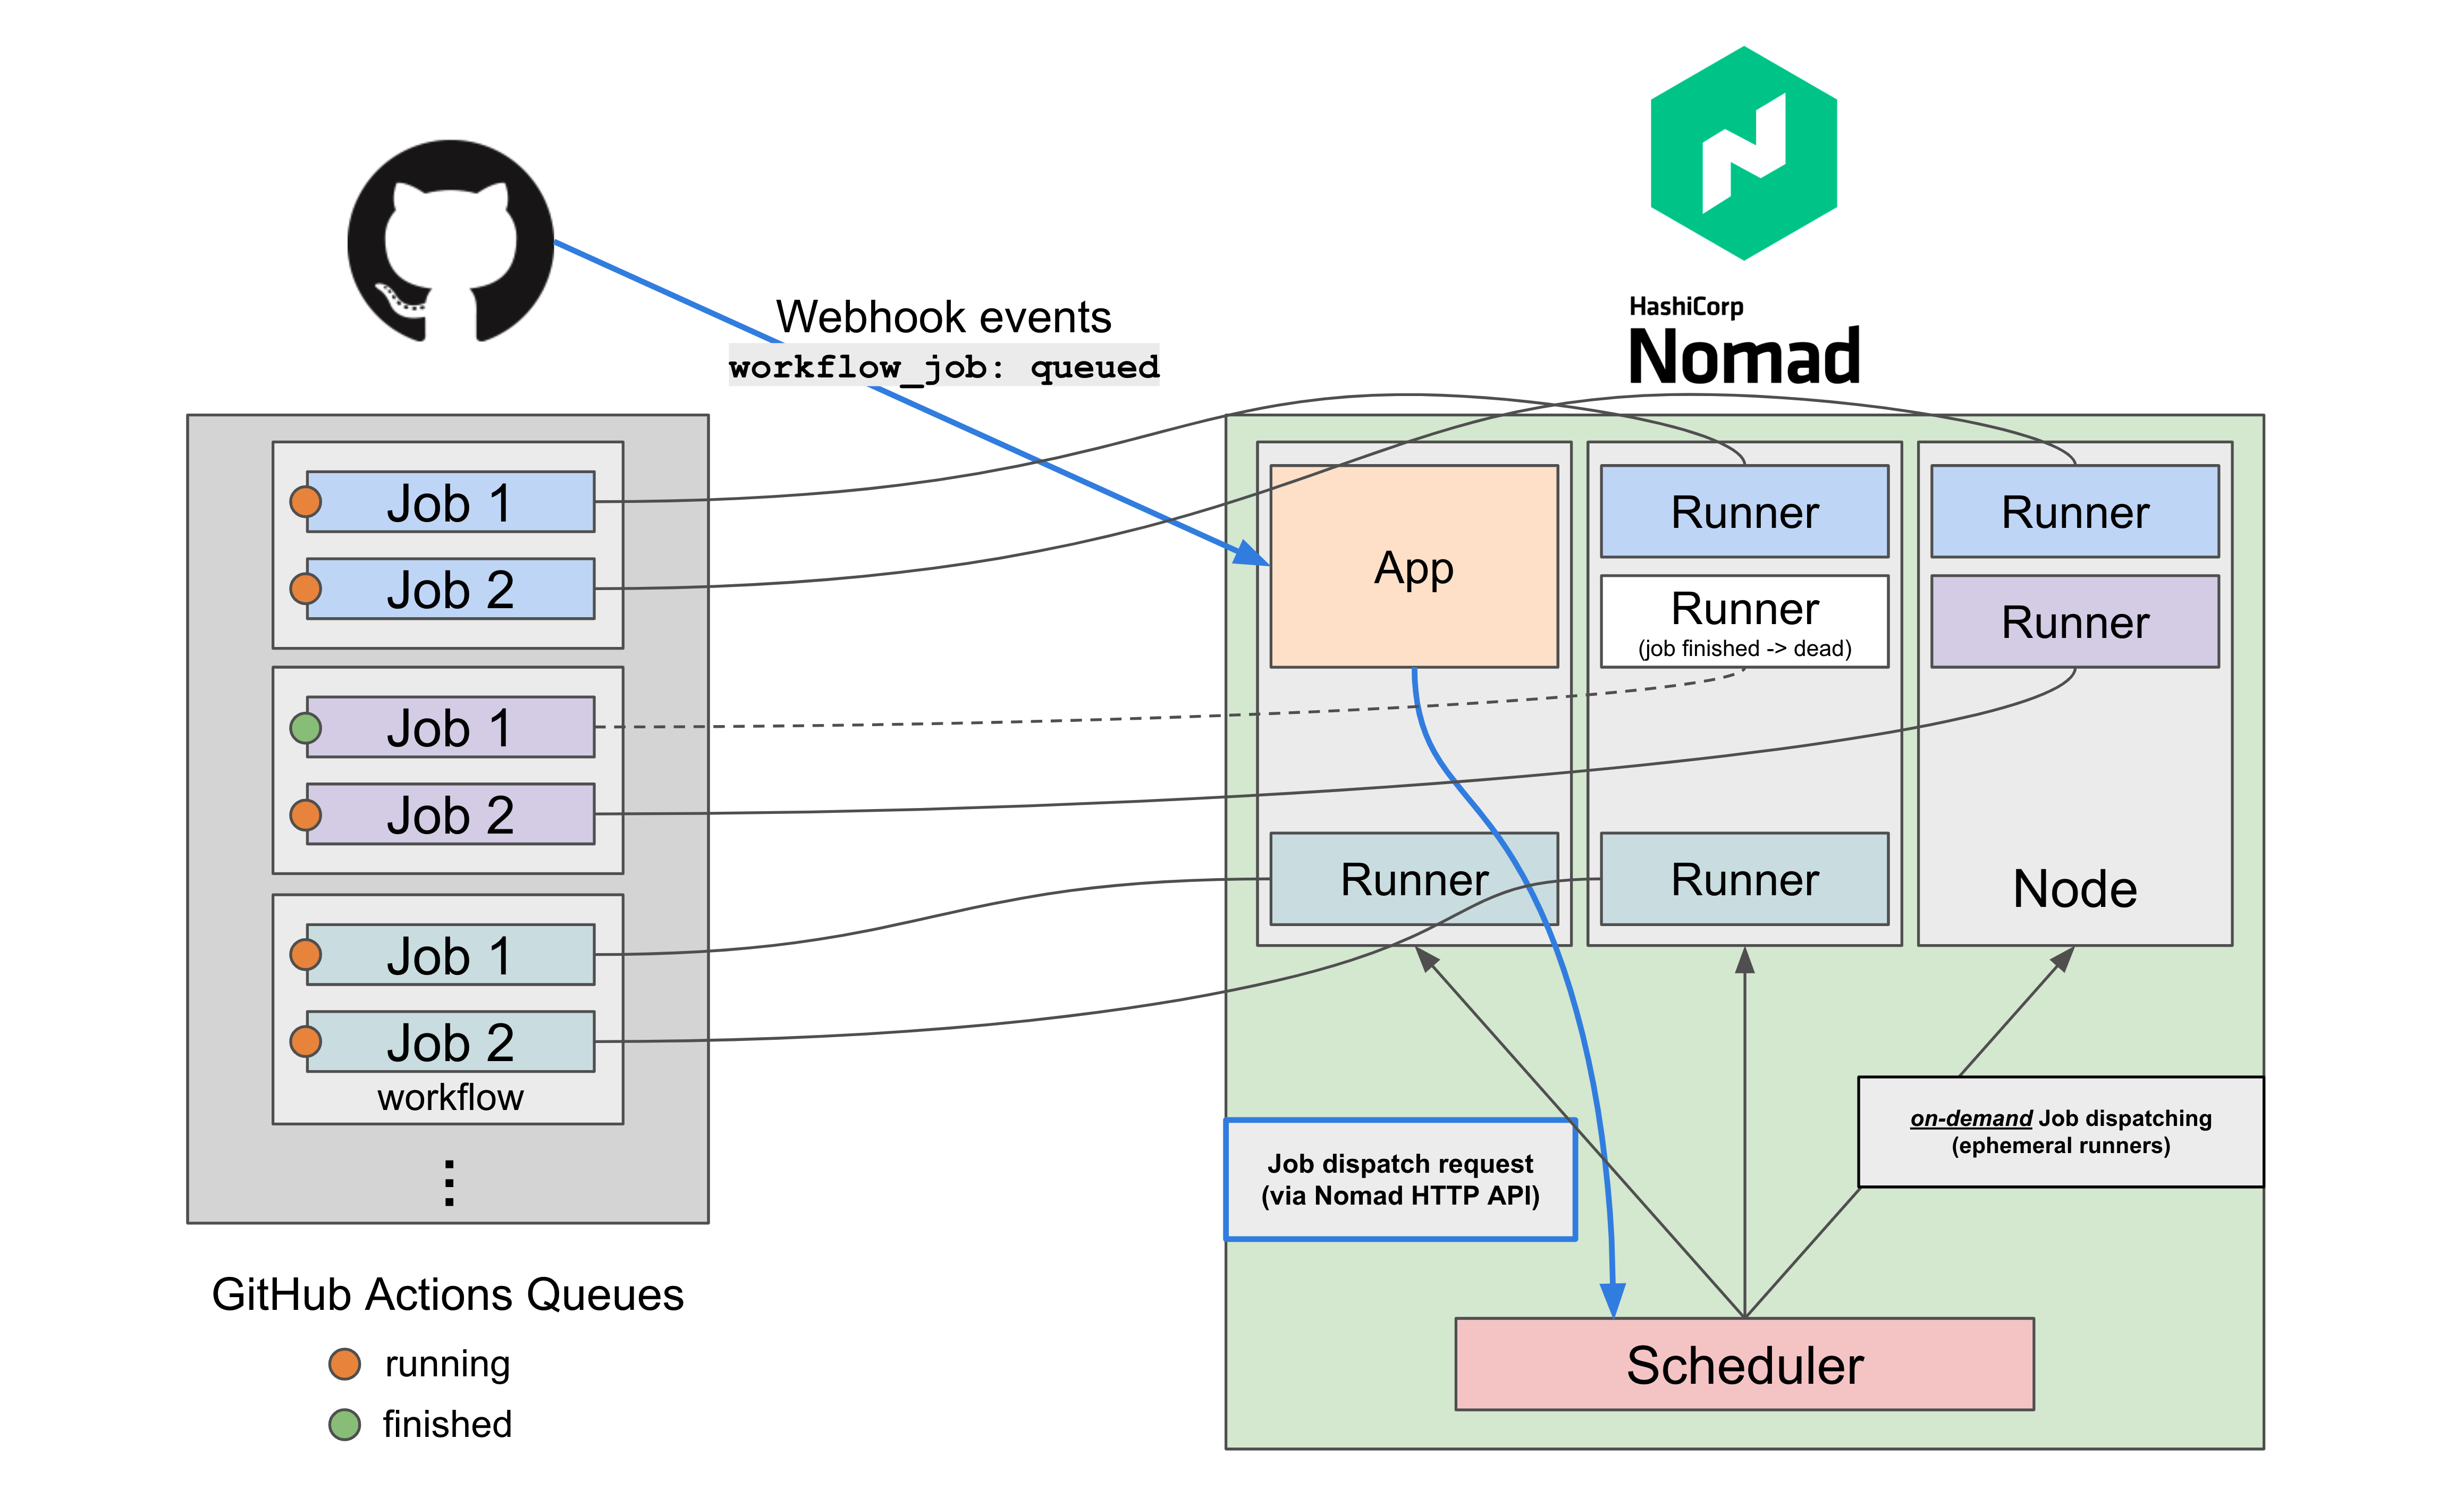 HashiCorp
Nomad
Webhook events
workflow_job: queued
Job 1
Job 2
Job 1
Job 2
Job 1
Job 2
workflow
GitHub Actions Queues
running
finished
App
Runner
Runner
Runner
(job finished -> dead)
Runner
Runner
Runner
Node
on-demand Job dispatching
(ephemeral runners)
Job dispatch request
(via Nomad HTTP API)
Scheduler